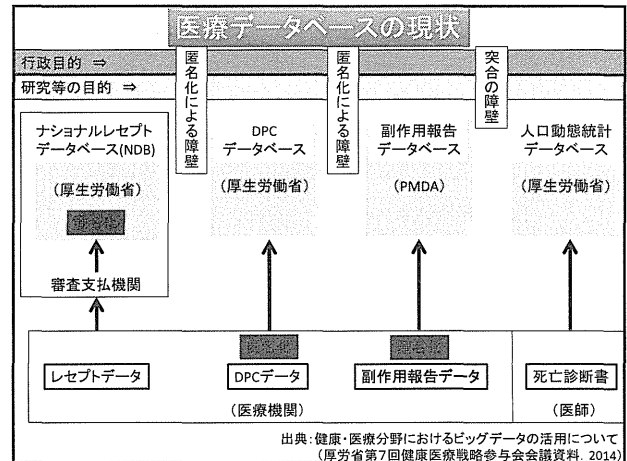 医療データベースの現状
行政目的 ⇒
研究等の目的 ⇒
匿名化による障壁
匿名化による障壁
突合の障壁
ナショナルレセプト
データベース(NDB)
(厚生労働省)
DPC
データベース
(厚生労働省)
副作用報告
データベース
(PMDA)
人口動態統計
データベース
(厚生労働省)
審査支払機関
レセプトデータ
DPCデータ
副作用報告データ
死亡診断書
(医療機関)
(医師)
出典:健康・医療分野におけるビッグデータの活用について
(厚労省第7回健康医療戦略参与会会議資料. 2014)